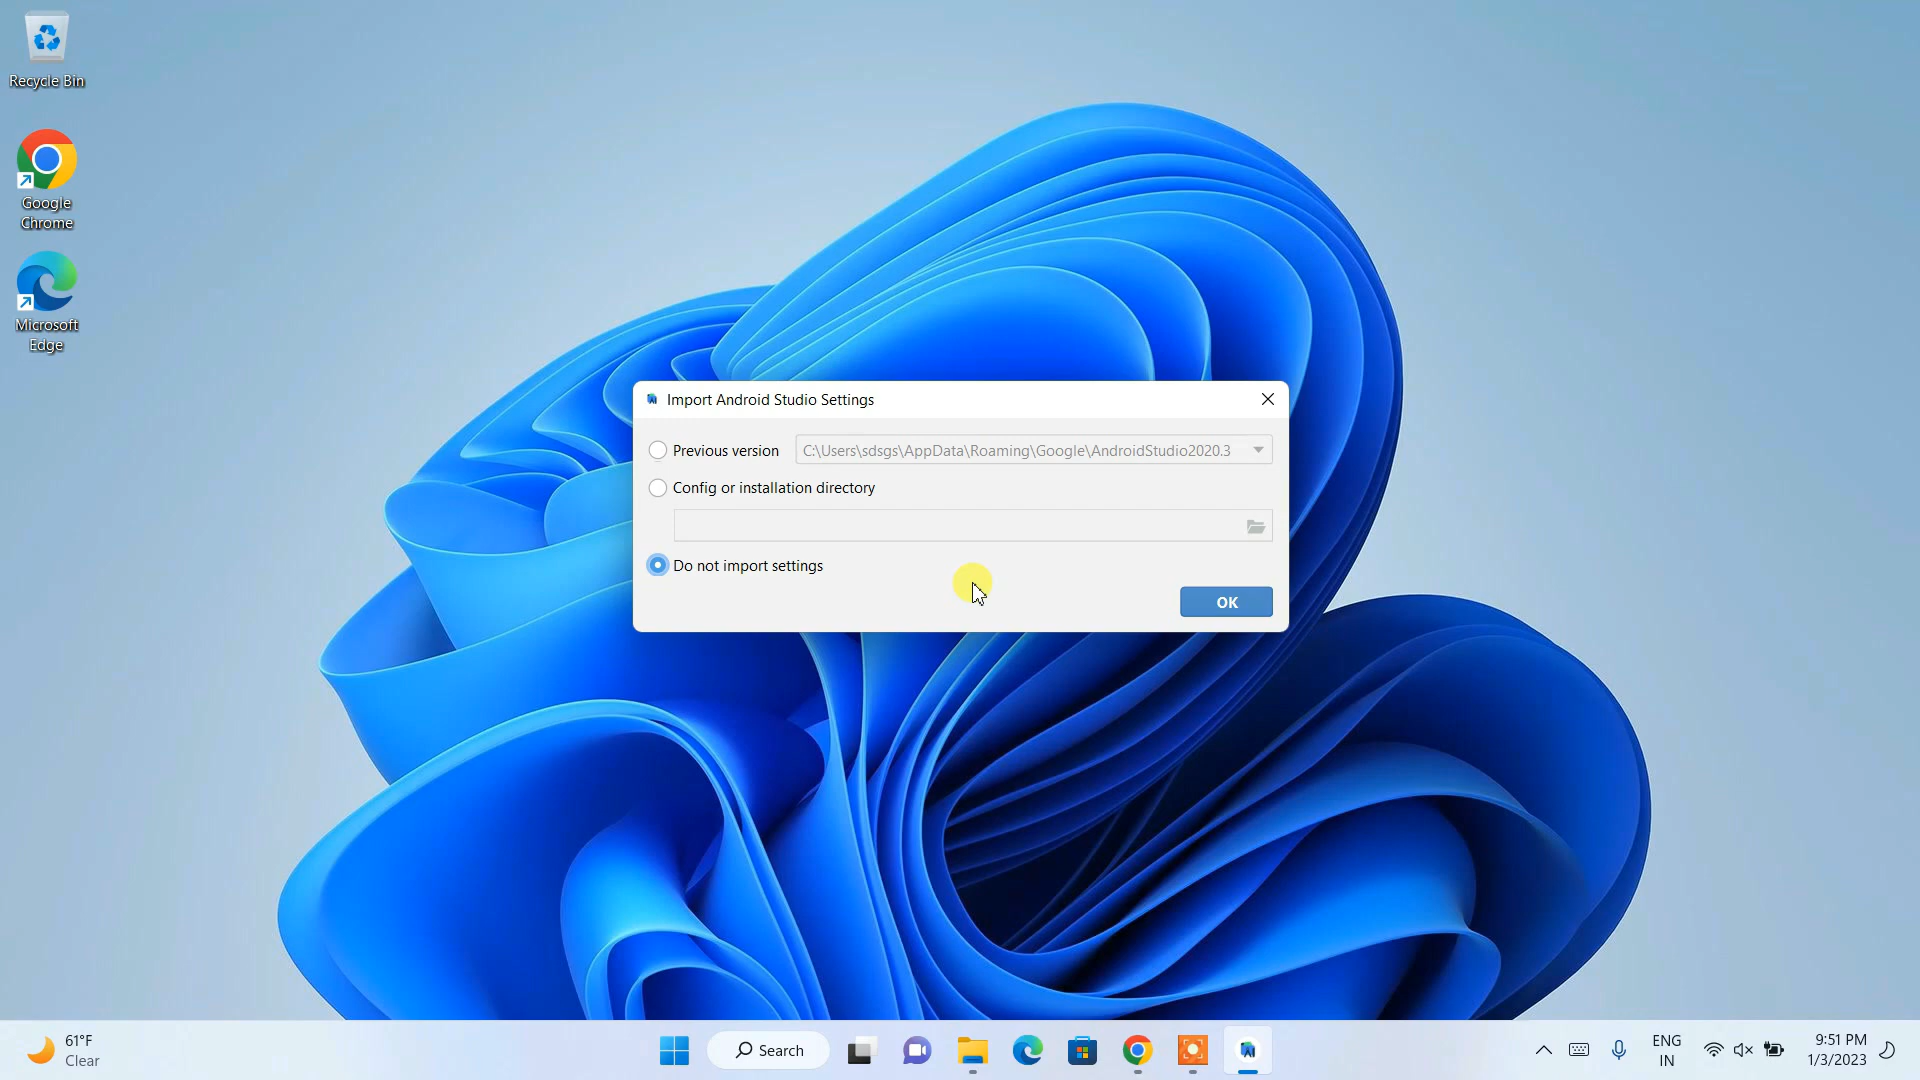 Recycle Bin
Google
Chrome
Microsoft
Edge
Import Android Studio Settings
Previous version
C:\Users\sdsgs\AppData\Roaming\Google\AndroidStudio2020.3
Config or installation directory
Do not import settings
OK
61°F
Clear
Search
ENG
IN
9:51 PM
1/3/2023